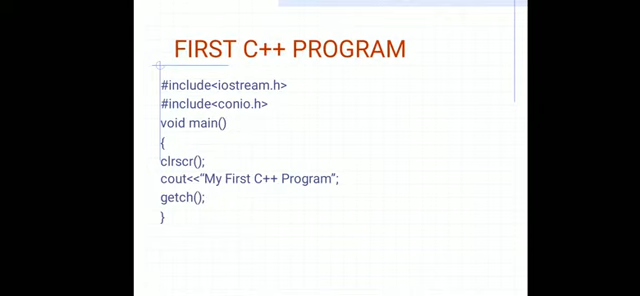 FIRST C++ PROGRAM
#include<iostream.h>
#include<conio.h>
void main()
{
clrscr();
cout<<“My First C++ Program”;
getch();
}